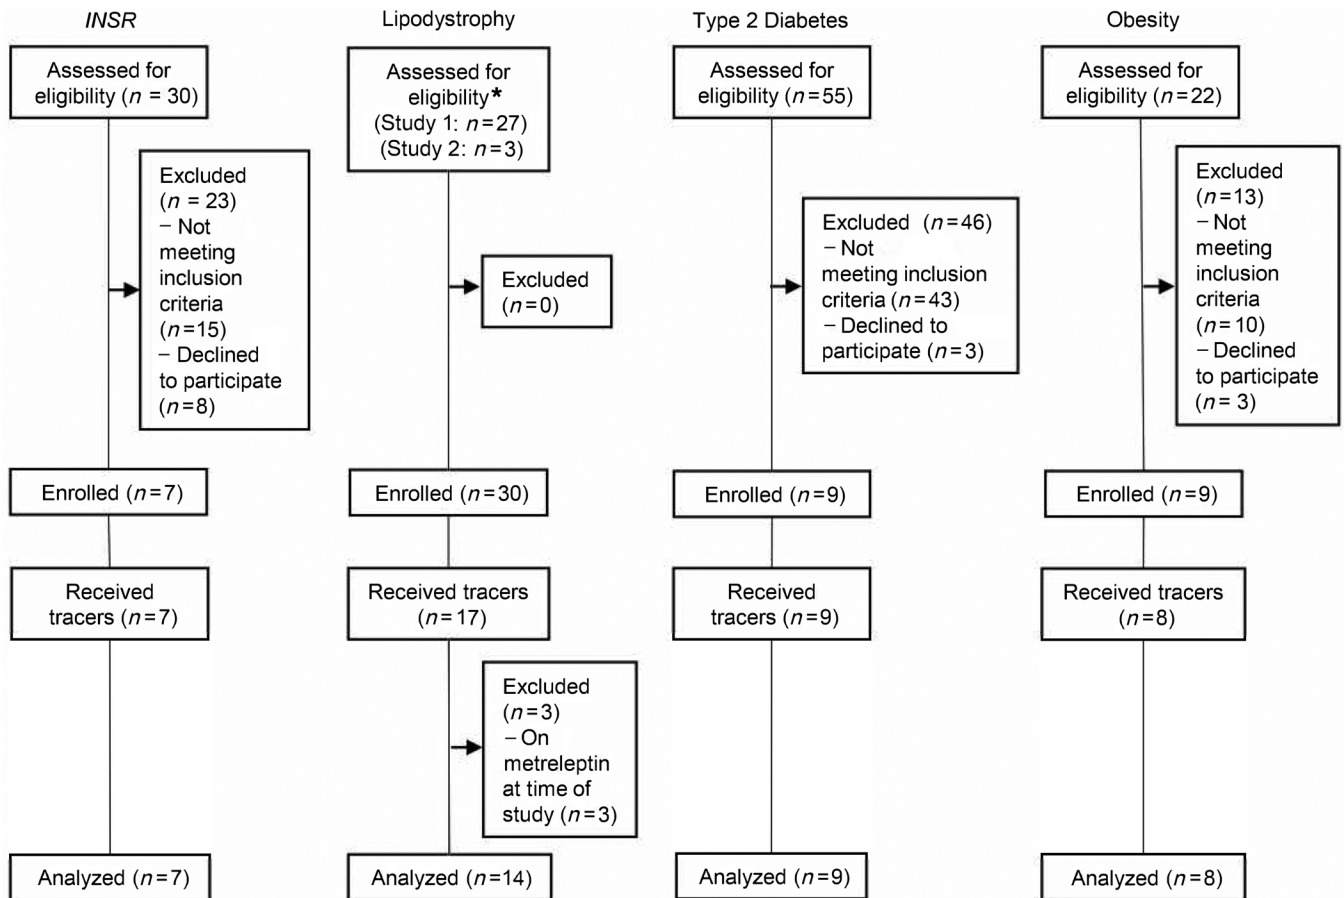 INSR
Assessed for
eligibility (n = 30)
Excluded
(n = 23)
– Not
meeting
inclusion
criteria
(n=15)
– Declined
to participate
(n=8)
Enrolled (n=7)
Received
tracers (n=7)
Analyzed (n=7)
Lipodystrophy
Assessed for
eligibility*
(Study 1: n=27)
(Study 2: n=3)
Excluded
(n=0)
Enrolled (n=30)
Received tracers
(n=17)
Excluded
(n=3)
– On
metreleptin
at time of
study (n=3)
Analyzed (n=14)
Type 2 Diabetes
Assessed for
eligibility (n=55)
Excluded (n=46)
– Not
meeting inclusion
criteria (n=43)
– Declined to
participate (n=3)
Enrolled (n=9)
Received
tracers (n=9)
Analyzed (n=9)
Obesity
Assessed for
eligibility (n=22)
Excluded
(n=13)
– Not
meeting
inclusion
criteria
(n=10)
– Declined
to participate
(n= 3)
Enrolled (n=9)
Received tracers
(n=8)
Analyzed (n=8)